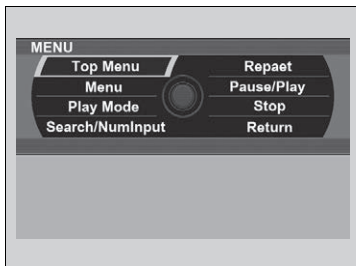 MENU
Top Menu
Menu
Play Mode
Search/NumInput
Repaet
Pause/Play
Stop
Return